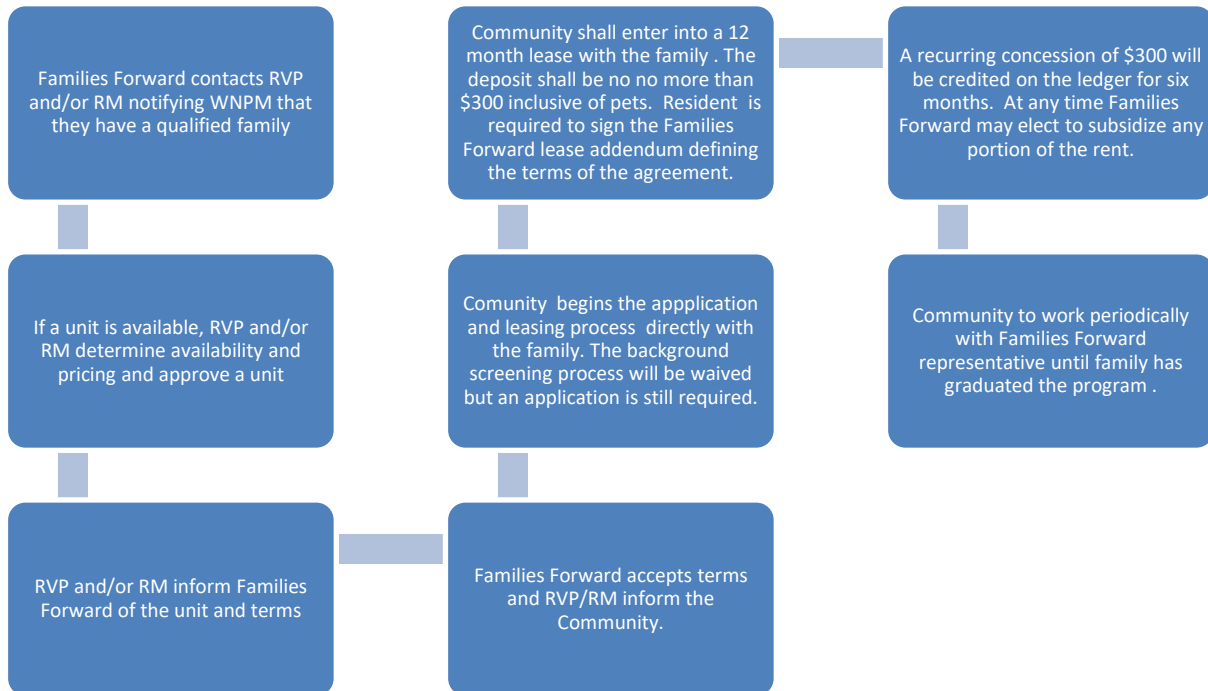 Families Forward contacts RVP
and/or RM notifying WNPM that
they have a qualified family
If a unit is available, RVP and/or
RM determine availability and
pricing and approve a unit
RVP and/or RM inform Families
Forward of the unit and terms
Families Forward accepts terms
and RVP/RM inform the
Community.
Comunity begins the appplication
and leasing process directly with
the family. The background
screening process will be waived
but an application is still required.
Community shall enter into a 12
month lease with the family . The
deposit shall be no no more than
$300 inclusive of pets. Resident is
required to sign the Families
Forward lease addendum defining
the terms of the agreement.
A recurring concession of $300 will
be credited on the ledger for six
months. At any time Families
Forward may elect to subsidize any
portion of the rent.
Community to work periodically
with Families Forward
representative until family has
graduated the program .